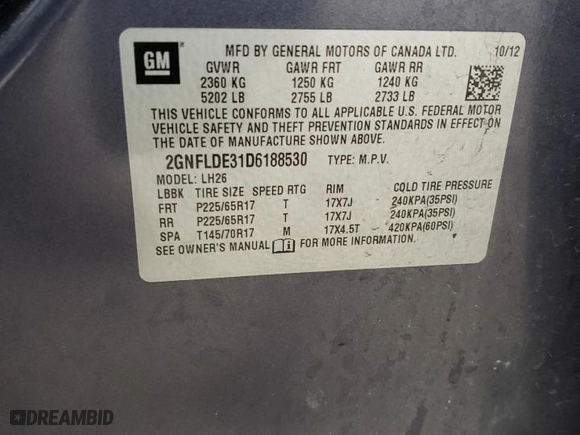 GM
MFD BY GENERAL MOTORS OF CANADA LTD. 10/12
GVWR GAWR FRT GAWR RR
2360 KG 1250 KG 1240 KG
5202 LB 2755 LB 2733 LB
THIS VEHICLE CONFORMS TO ALL APPLICABLE U.S. FEDERAL MOTOR
VEHICLE SAFETY AND THEFT PREVENTION STANDARDS IN EFFECT ON
THE DATE OF MANUFACTURE SHOWN ABOVE.
2GNFLDE31D6188530 TYPE: M.P.V.
MODEL: LH26
LBBK TIRE SIZE SPEED RTG RIM COLD TIRE PRESSURE
FRT P225/65R17 T 17X7J 240KPA(35PSI)
RR P225/65R17 T 17X7J 240KPA(35PSI)
SPA T145/70R17 M 17X4.5T 420KPA(60PSI)
SEE OWNER'S MANUAL FOR MORE INFORMATION.
DREAMBID